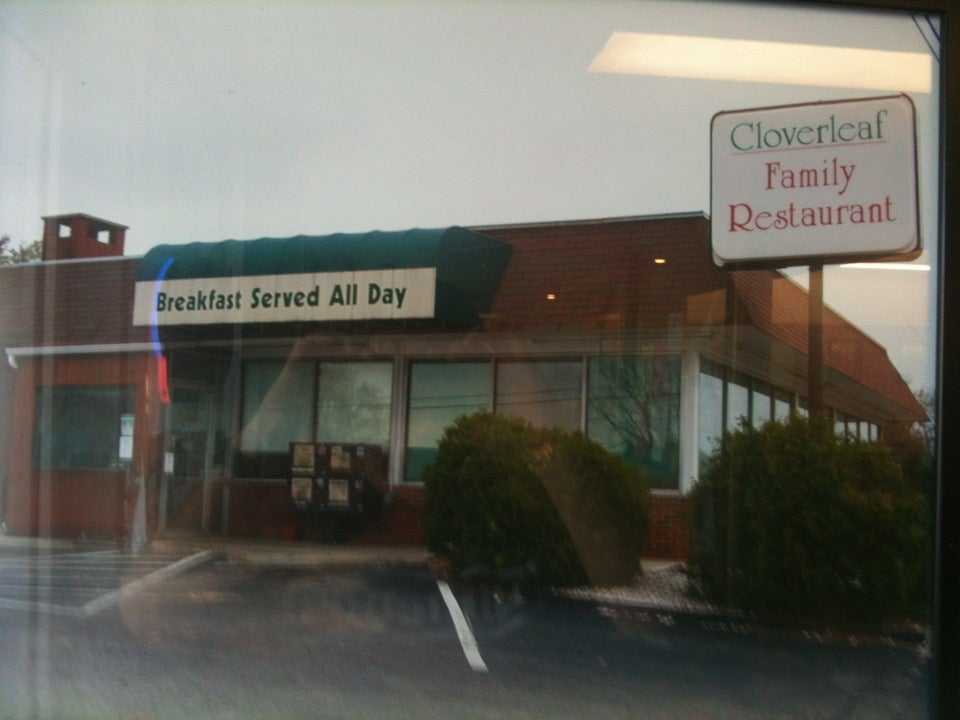 Cloverleaf
Family
Restaurant
Breakfast Served All Day